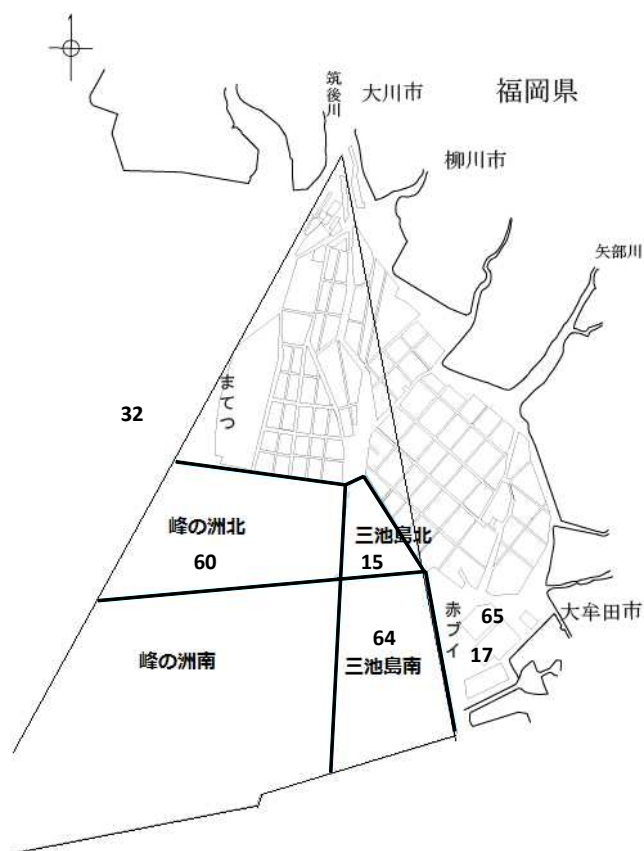 筑後川
大川市
福岡県
柳川市
矢部川
まてつ
32
峰の洲北
60
三池島北
15
赤ブイ
65
大牟田市
17
64
峰の洲南
三池島南